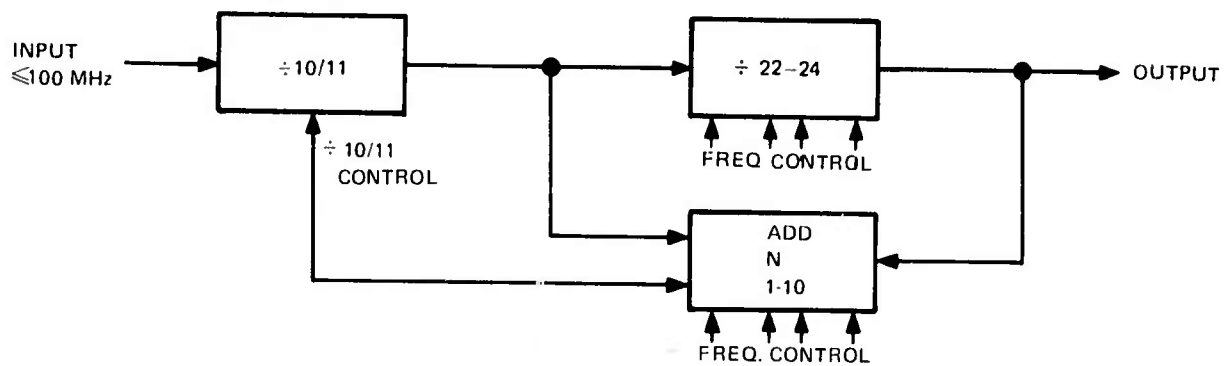 INPUT
≤100 MHz
÷10/11
÷ 22-24
OUTPUT
÷ 10/11
CONTROL
FREQ CONTROL
ADD
N
1-10
FREQ. CONTROL